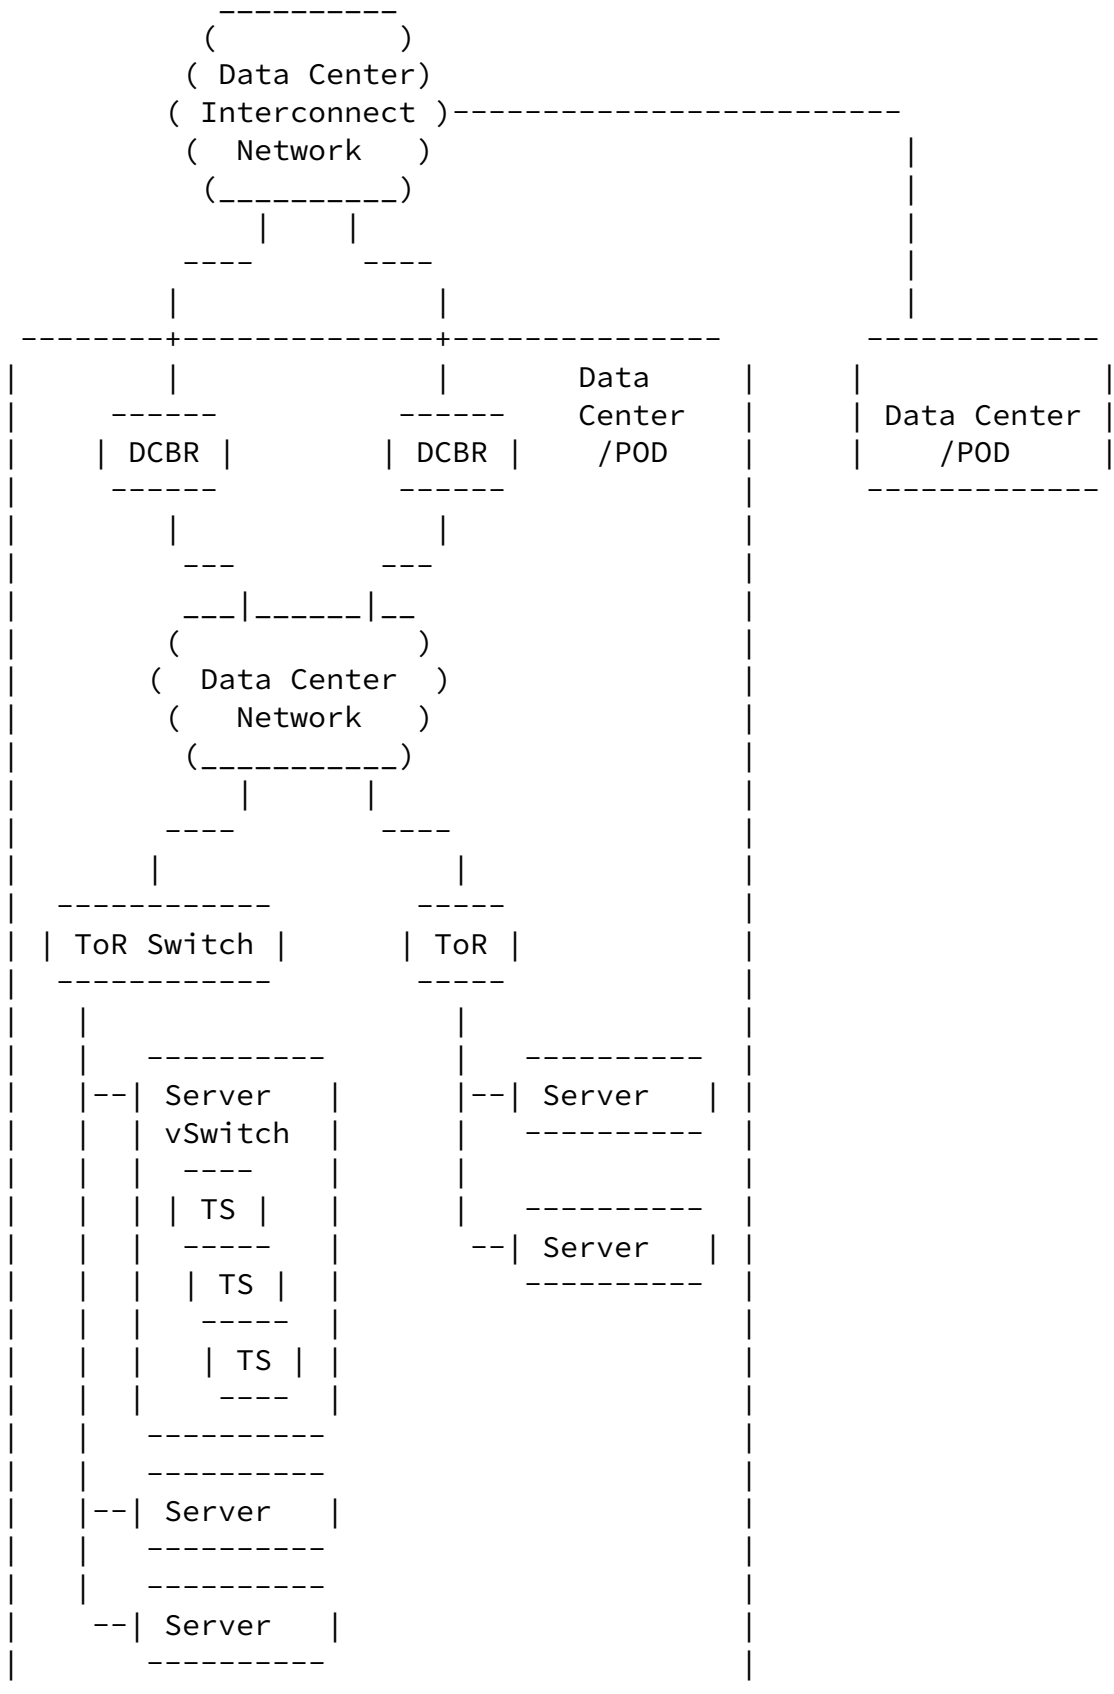 Data Center
Interconnect
Network
Data
Center
/POD
Data Center
/POD
DCBR
DCBR
Data Center
Network
ToR Switch
ToR
Server
vSwitch
TS
TS
TS
Server
Server
Server
Server